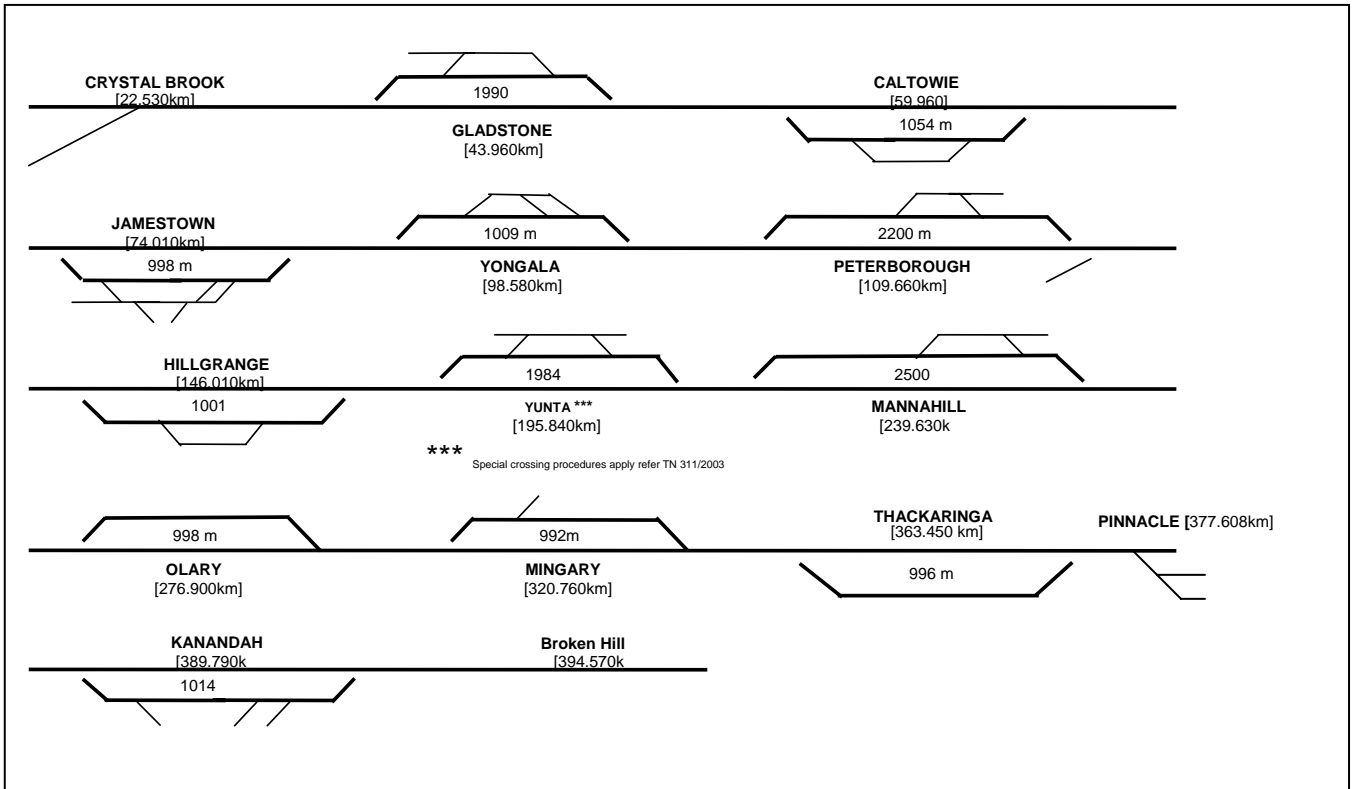 CRYSTAL BROOK
[22.530km]
1990
GLADSTONE
[43.960km]
CALTOWIE
[59.960]
1054 m
JAMESTOWN
[74.010km]
998 m
1009 m
YONGALA
[98.580km]
2200 m
PETERBOROUGH
[109.660km]
HILLGRANGE
[146.010km]
1001
1984
YUNTA ***
[195.840km]
2500
MANNAHILL
[239.630k
*** Special crossing procedures apply refer TN 311/2003
998 m
OLARY
[276.900km]
992m
MINGARY
[320.760km]
THACKARINGA
[363.450 km]
996 m
PINNACLE [377.608km]
KANANDAH
[389.790k
1014
Broken Hill
[394.570k